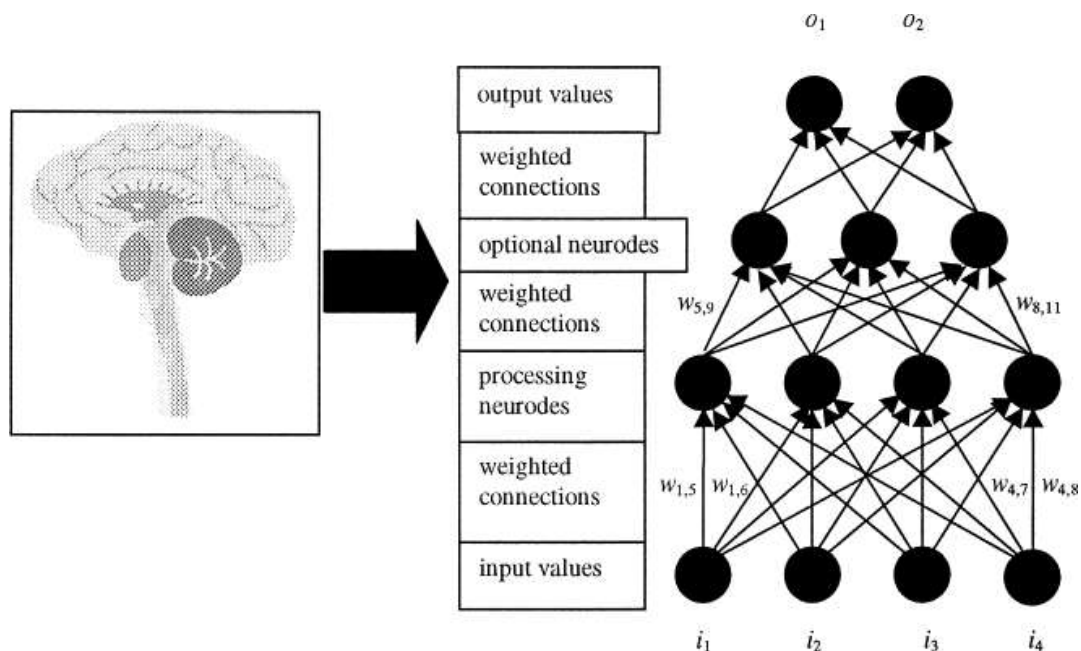 o1 o2
output values
weighted
connections
optional neurodes
weighted
connections
w5,9 w8,11
processing
neurodes
weighted
connections
w1,5 w1,6 w4,7 w4,8
input values
i1 i2 i3 i4